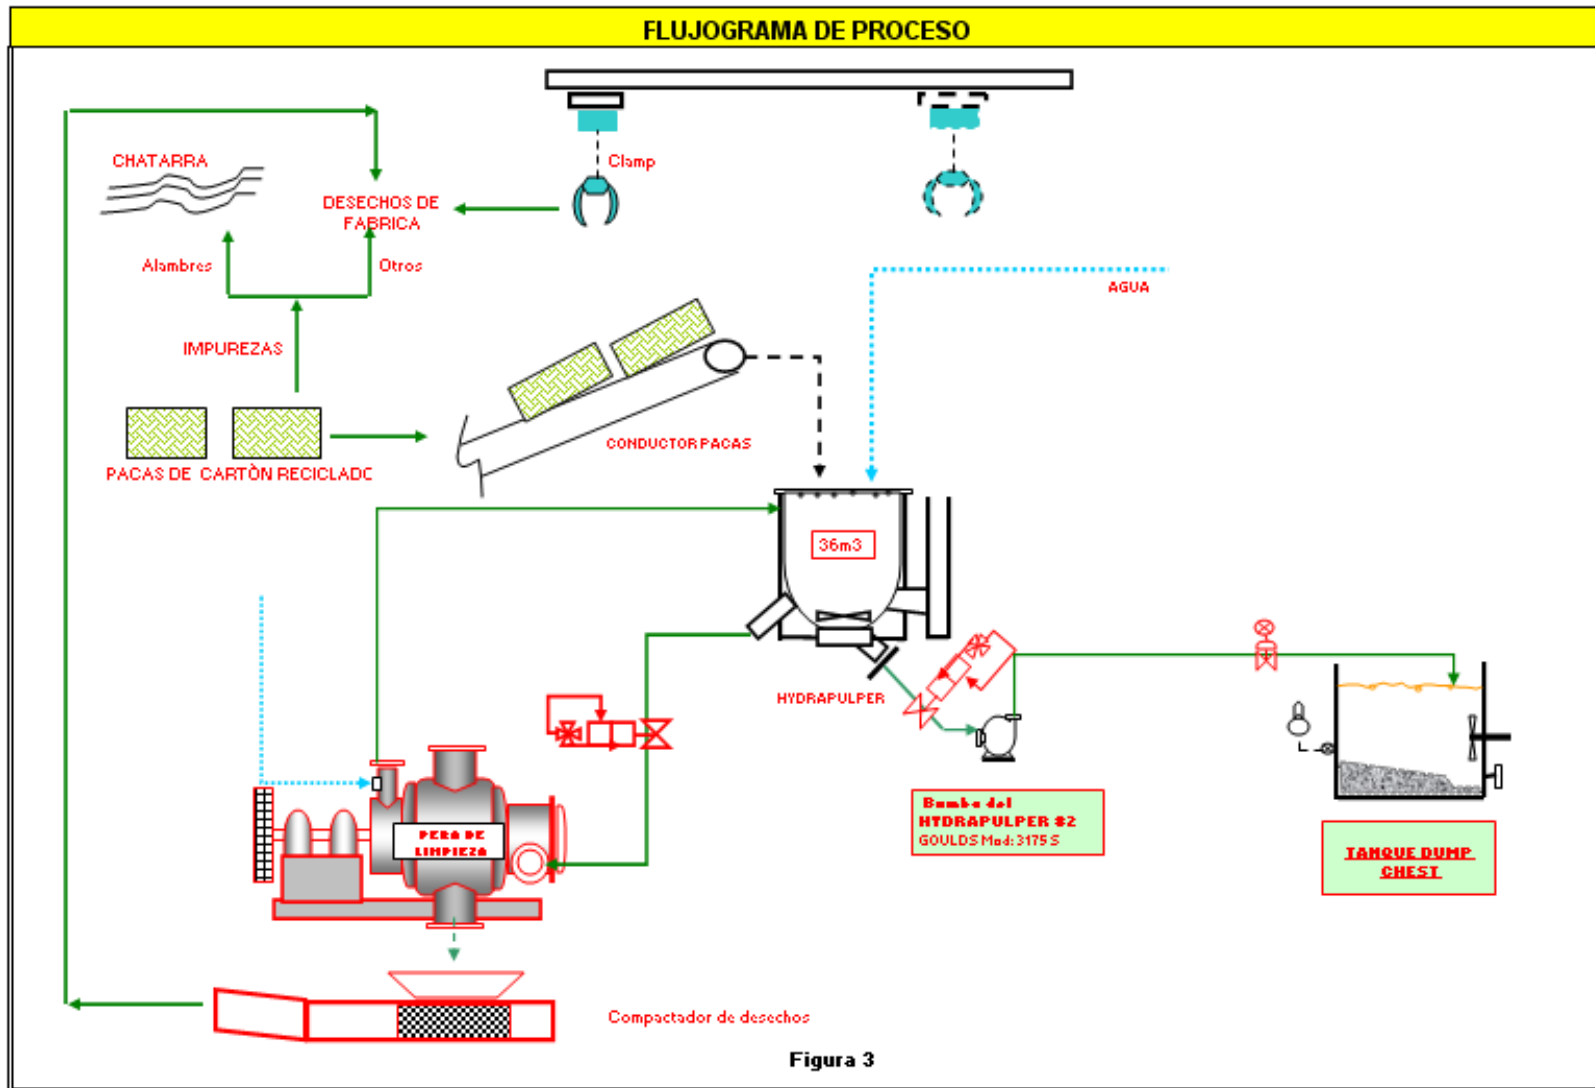 FLUJOGRAMA DE PROCESO
CHATARRA
Clamp
DESECHOS DE
FABRICA
Alambres
Otros
AGUA
IMPUREZAS
CONDUCTOR PACAS
PACAS DE CARTÒN RECICLADO
36m3
HYDRAPULPER
PERA DE
LIMPIEZA
Bomba del
HYDRAPULPER #2
GOULDS Mod: 3175 S
TANQUE DUMP
CHEST
Compactador de desechos
Figura 3